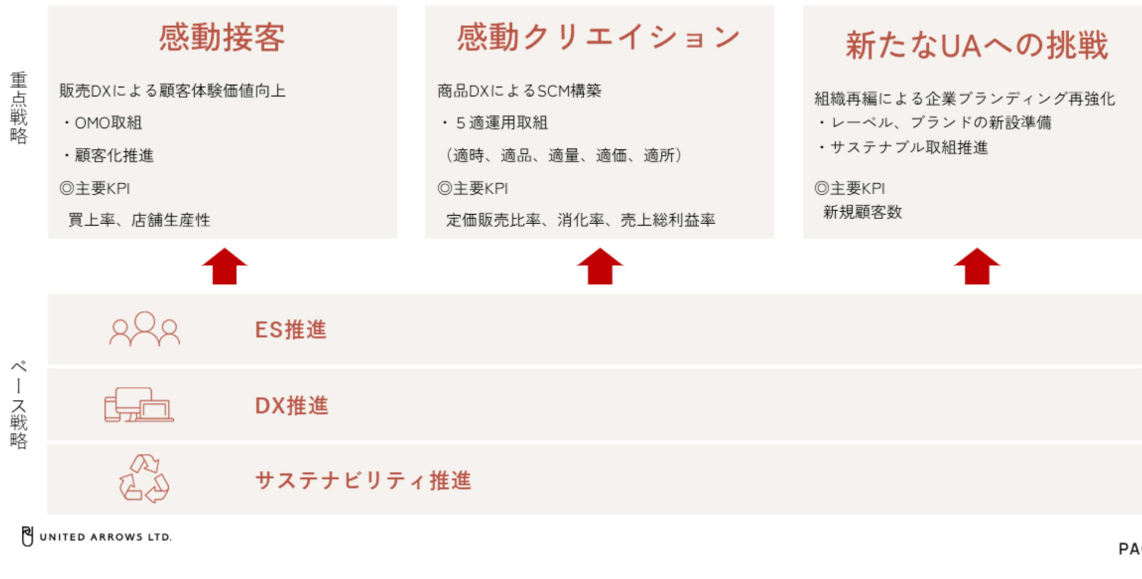 重点戦略
感動接客
販売DXによる顧客体験価値向上
・OMO取組
・顧客化推進
◎主要KPI
買上率、店舗生産性
感動クリエイション
商品DXによるSCM構築
・５適運用取組
（適時、適品、適量、適価、適所）
◎主要KPI
定価販売比率、消化率、売上総利益率
新たなUAへの挑戦
組織再編による企業ブランディング再強化
・レーベル、ブランドの新設準備
・サステナブル取組推進
◎主要KPI
新規顧客数
ベース戦略
ES推進
DX推進
サステナビリティ推進
UNITED ARROWS LTD.